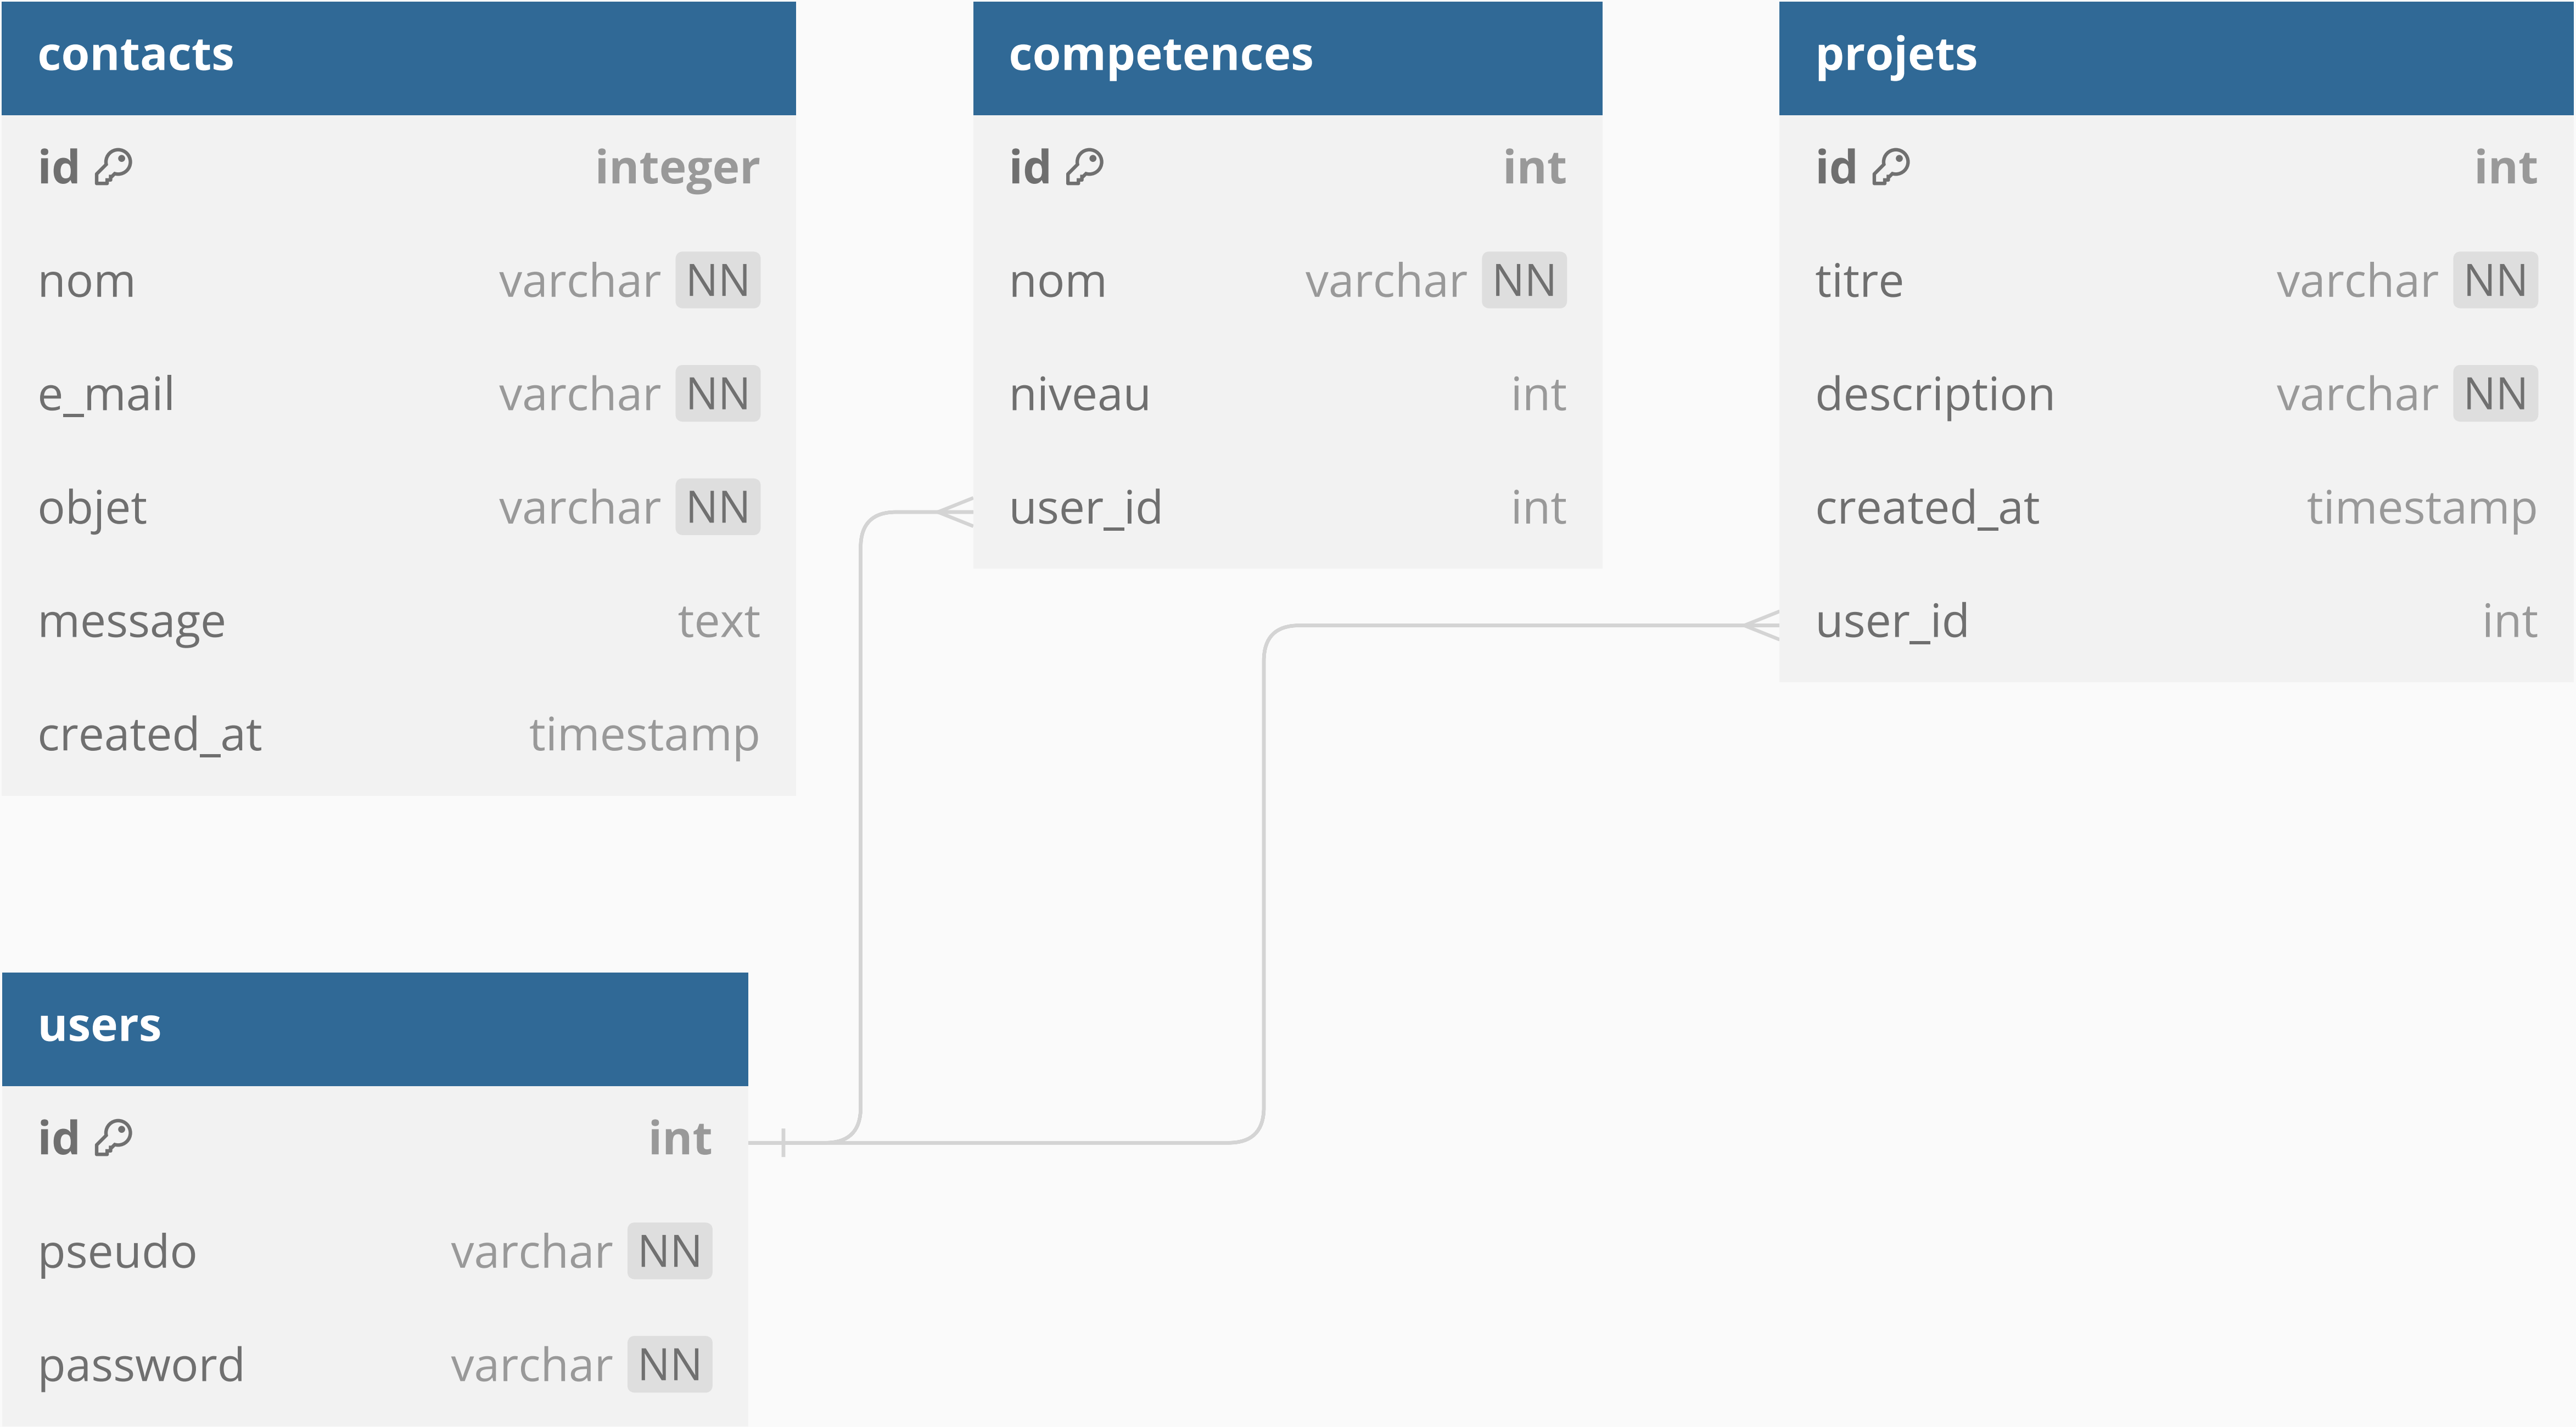 contacts
id integer
nom varchar NN
e_mail varchar NN
objet varchar NN
message text
created_at timestamp
competences
id int
nom varchar NN
niveau int
user_id int
projets
id int
titre varchar NN
description varchar NN
created_at timestamp
user_id int
users
id int
pseudo varchar NN
password varchar NN